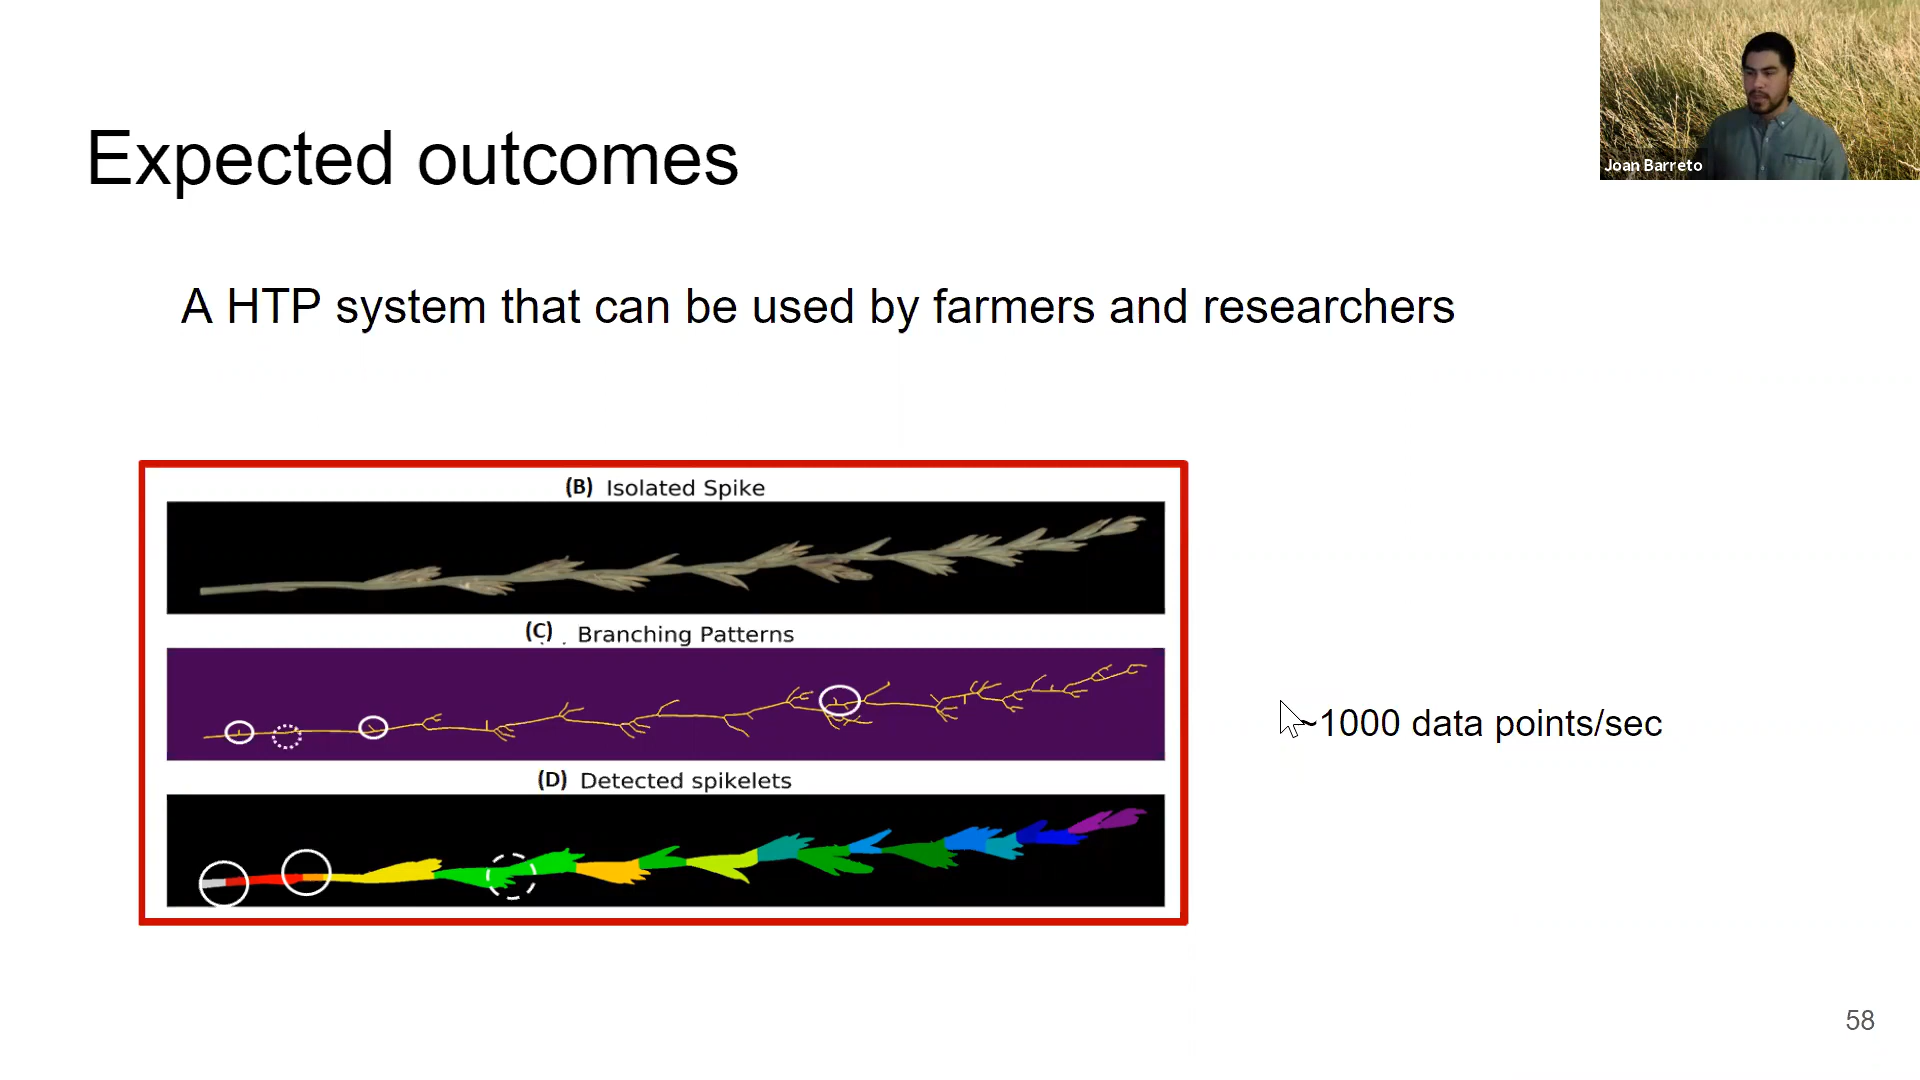 Expected outcomes
Joan Barreto
A HTP system that can be used by farmers and researchers
(B) Isolated Spike
(C) Branching Patterns
(D) Detected spikelets
~1000 data points/sec
58